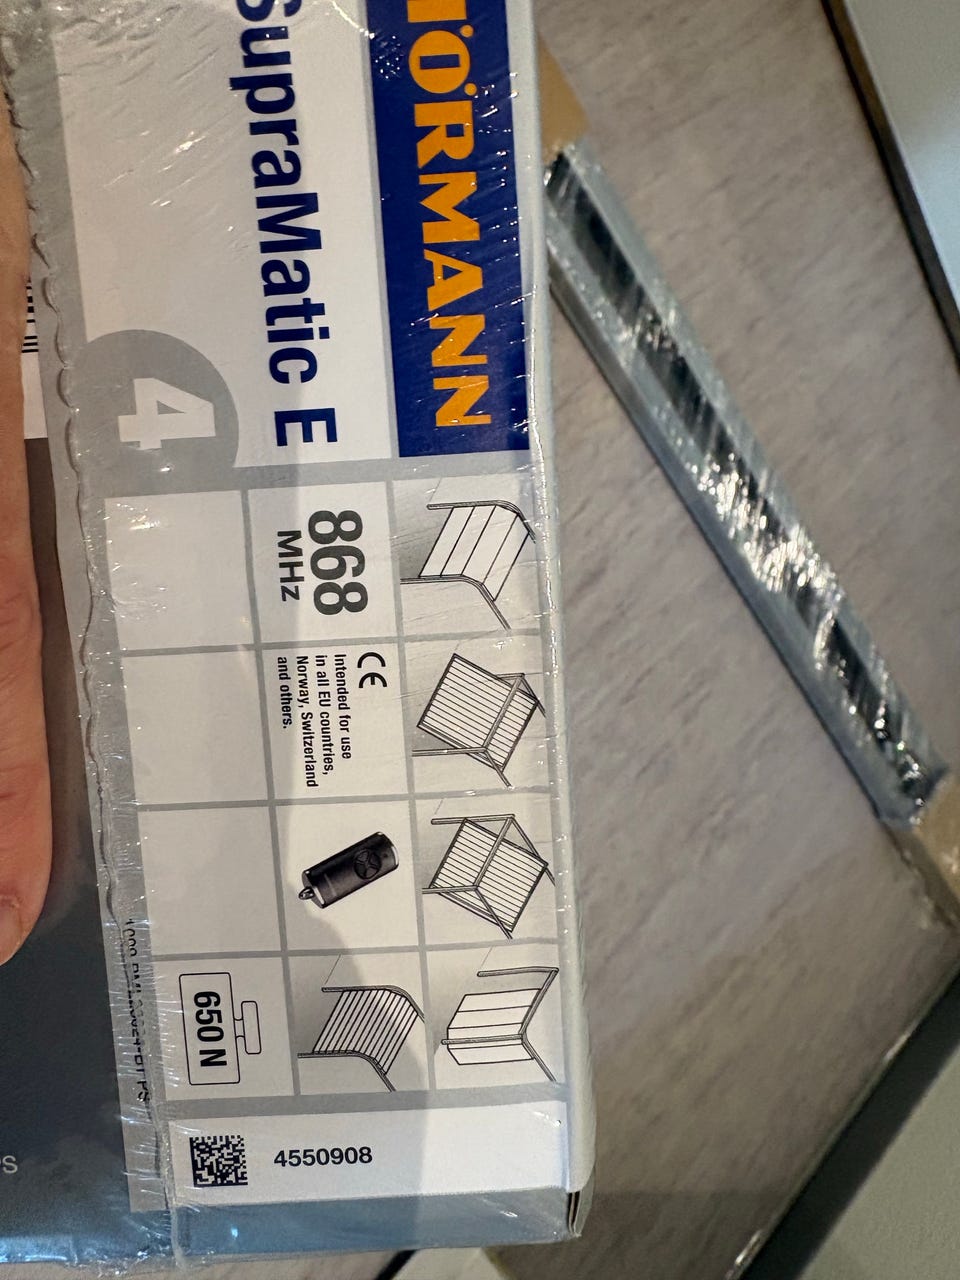 HÖRMANN
SupraMatic E
4
868
MHz
CE
Intended for use
in all EU countries,
Norway, Switzerland
and others.
650 N
4550908